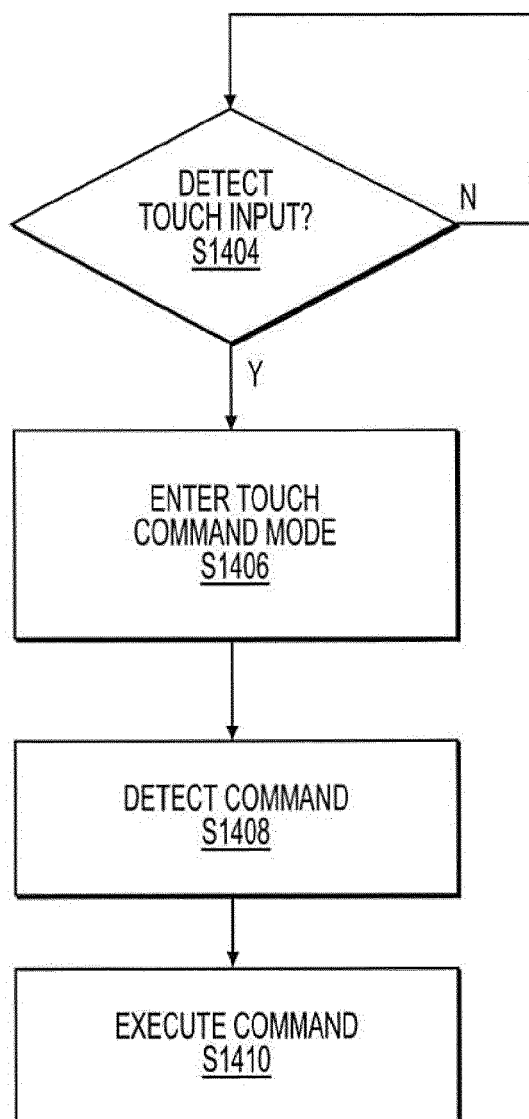 DETECT
TOUCH INPUT?
S1404
N
Y
ENTER TOUCH
COMMAND MODE
S1406
DETECT COMMAND
S1408
EXECUTE COMMAND
S1410